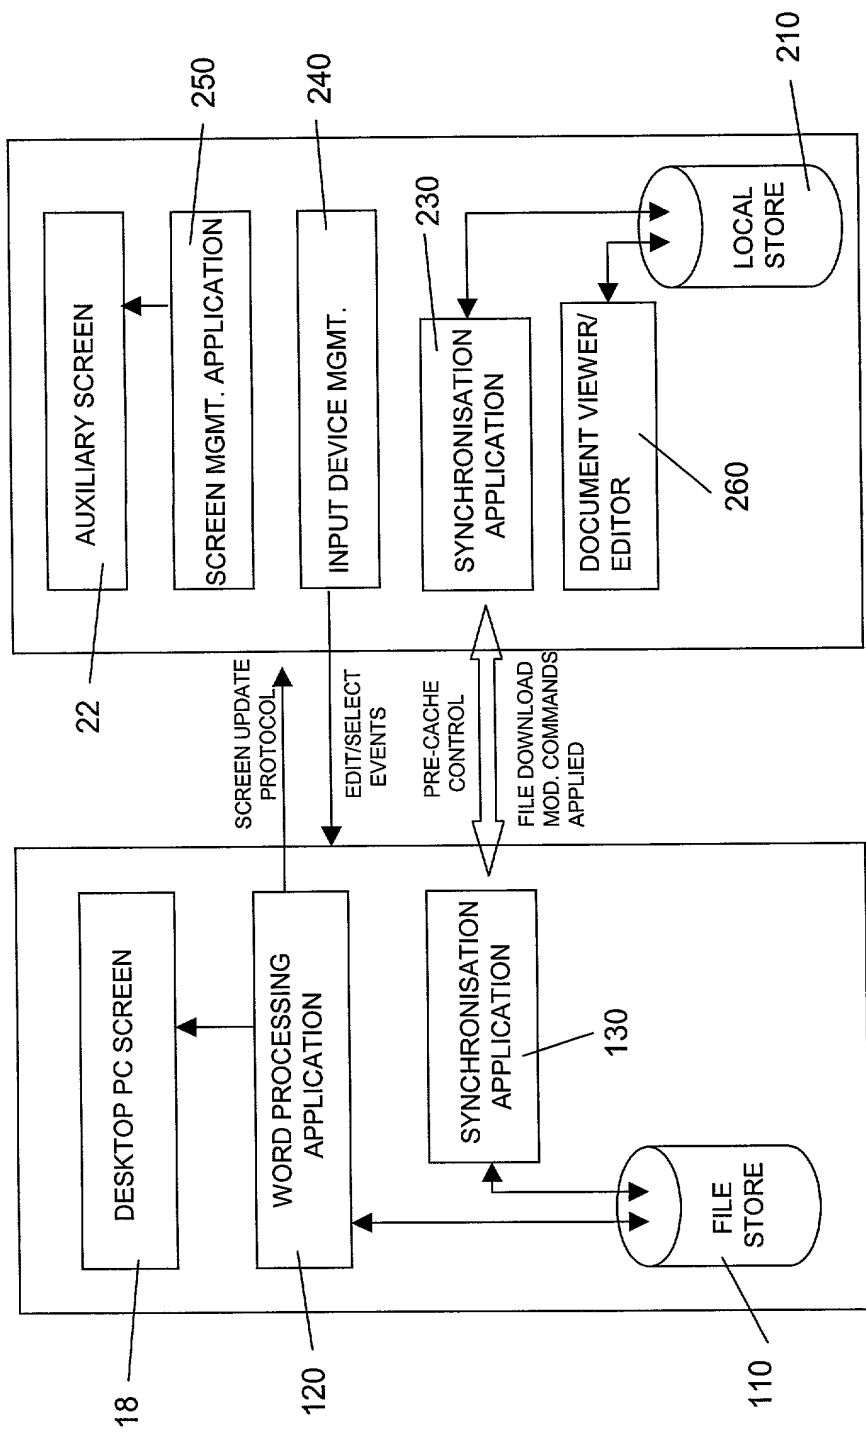 18
DESKTOP PC SCREEN
120
WORD PROCESSING
APPLICATION
SYNCHRONISATION
APPLICATION
130
FILE
STORE
110
SCREEN UPDATE
PROTOCOL
EDIT/SELECT
EVENTS
PRE-CACHE
CONTROL
FILE DOWNLOAD
MOD. COMMANDS
APPLIED
22
AUXILIARY SCREEN
250
SCREEN MGMT. APPLICATION
240
INPUT DEVICE MGMT.
230
SYNCHRONISATION
APPLICATION
DOCUMENT VIEWER/
EDITOR
260
LOCAL
STORE
210